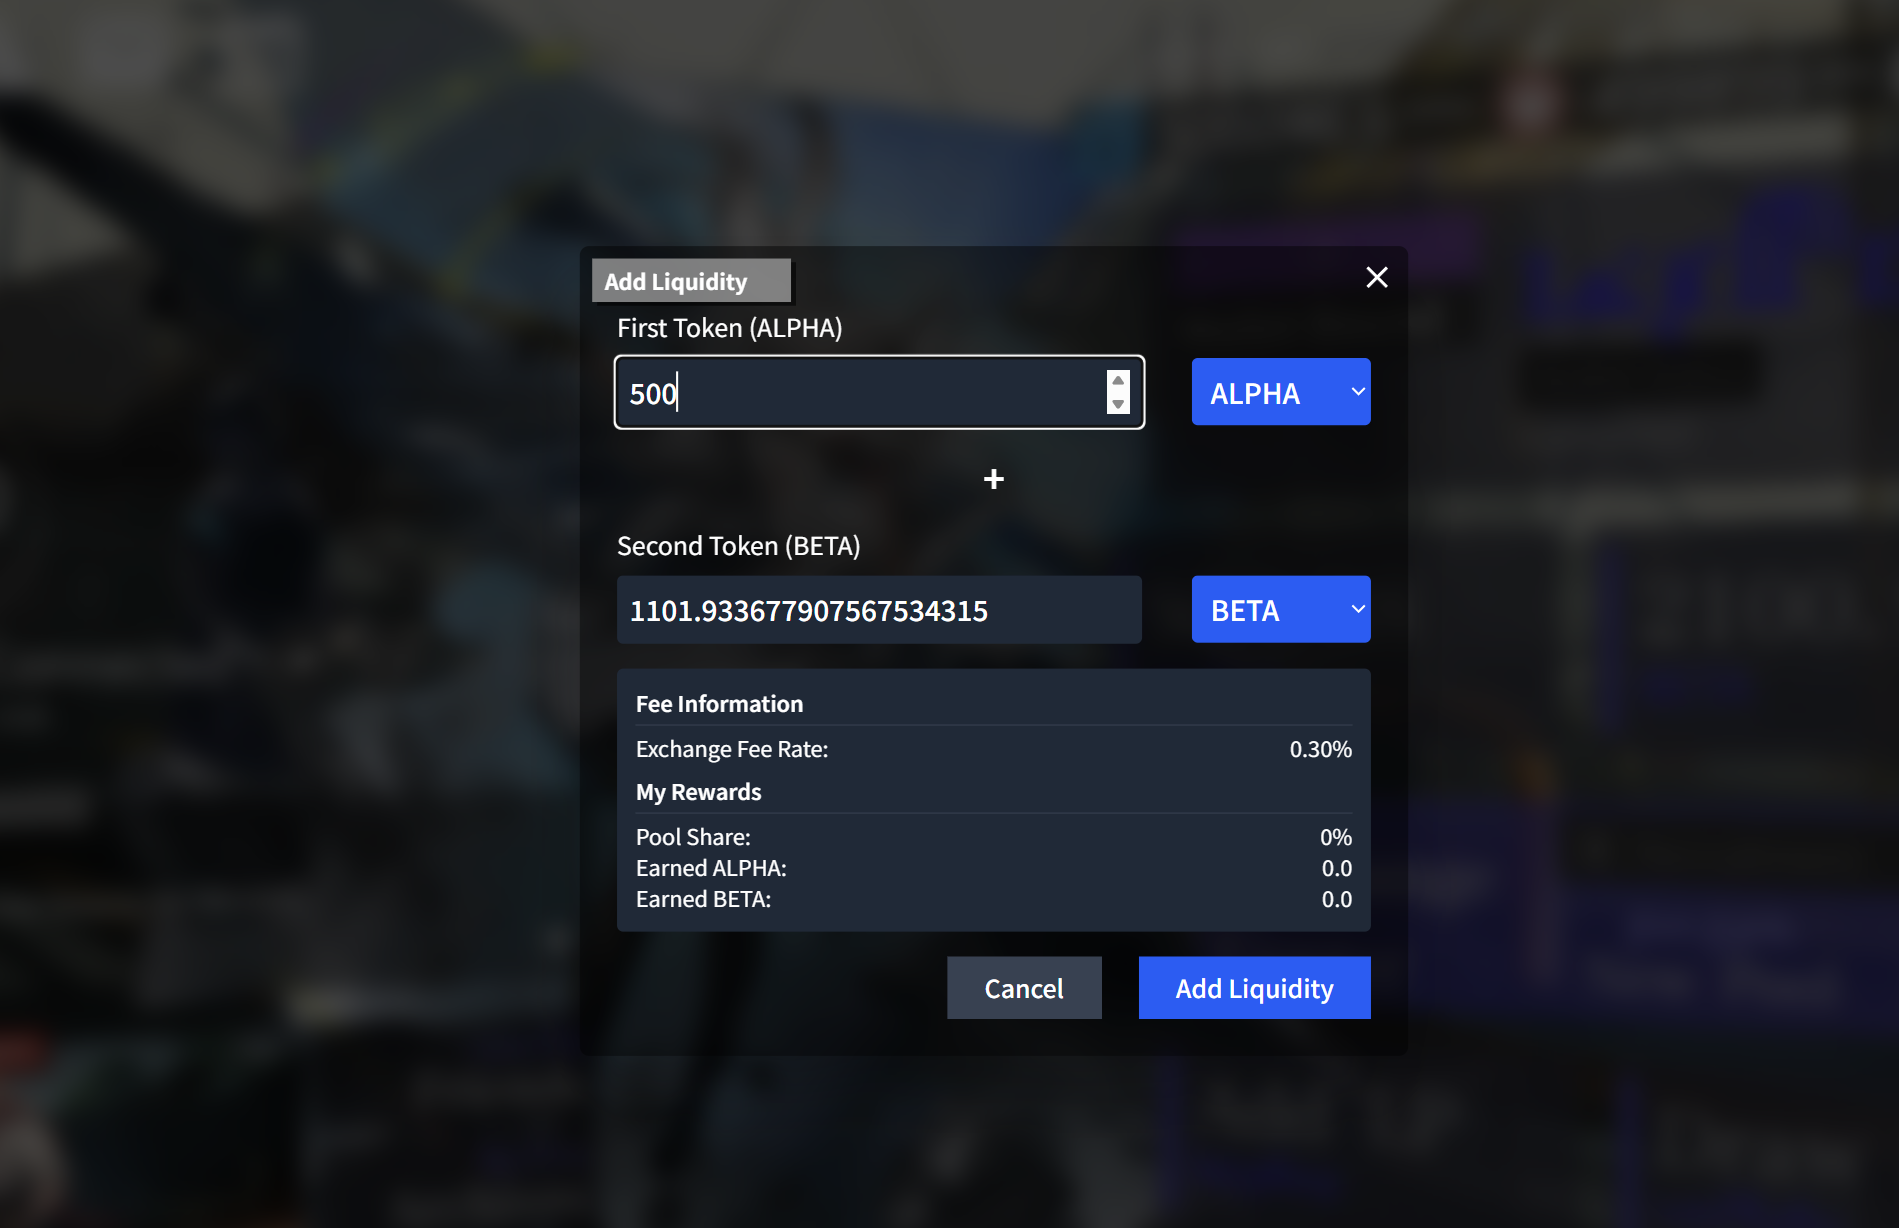 Add Liquidity
First Token (ALPHA)
500
ALPHA
+
Second Token (BETA)
1101.933677907567534315
BETA
Fee Information
Exchange Fee Rate: 0.30%
My Rewards
Pool Share: 0%
Earned ALPHA: 0.0
Earned BETA: 0.0
Cancel
Add Liquidity